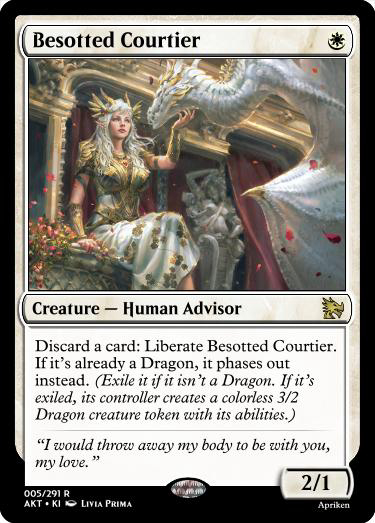 Besotted Courtier
Creature — Human Advisor
Discard a card: Liberate Besotted Courtier.
If it's already a Dragon, it phases out
instead. (Exile it if it isn't a Dragon. If it's
exiled, its controller creates a colorless 3/2
Dragon creature token with its abilities.)
“I would throw away my body to be with you,
my love.”
2/1
005/291 R
AKT • KI Livia Prima
Apriken